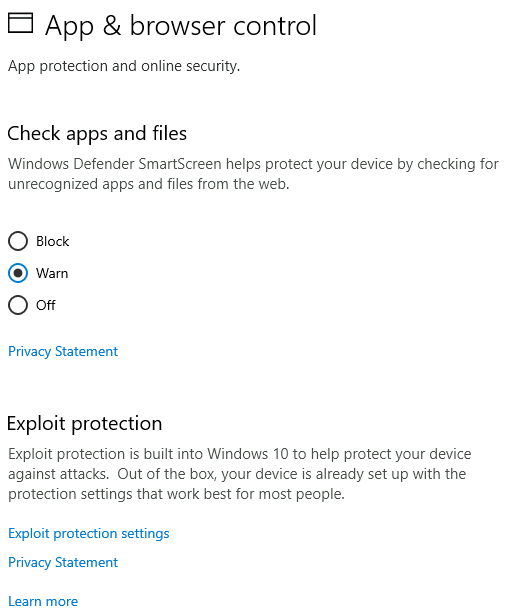 App & browser control
App protection and online security.
Check apps and files
Windows Defender SmartScreen helps protect your device by checking for
unrecognized apps and files from the web.
Block
Warn
Off
Privacy Statement
Exploit protection
Exploit protection is built into Windows 10 to help protect your device
against attacks.  Out of the box, your device is already set up with the
protection settings that work best for most people.
Exploit protection settings
Privacy Statement
Learn more